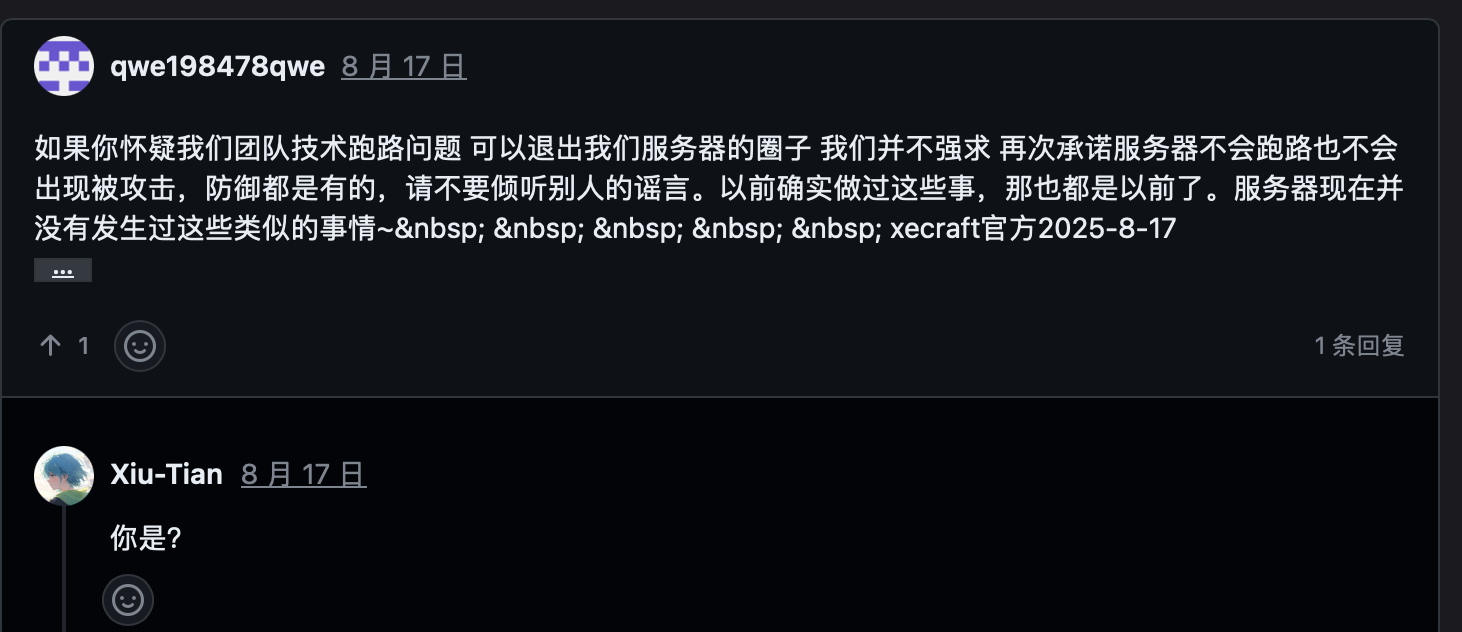 qwe198478qwe 8 月 17 日
如果你怀疑我们团队技术跑路问题 可以退出我们服务器的圈子 我们并不强求 再次承诺服务器不会跑路也不会
出现被攻击，防御都是有的，请不要倾听别人的谣言。以前确实做过这些事，那也都是以前了。服务器现在并
没有发生过这些类似的事情~&nbsp; &nbsp; &nbsp; &nbsp; &nbsp; xecraft官方2025-8-17
...
1 1 条回复
Xiu-Tian 8 月 17 日
你是?